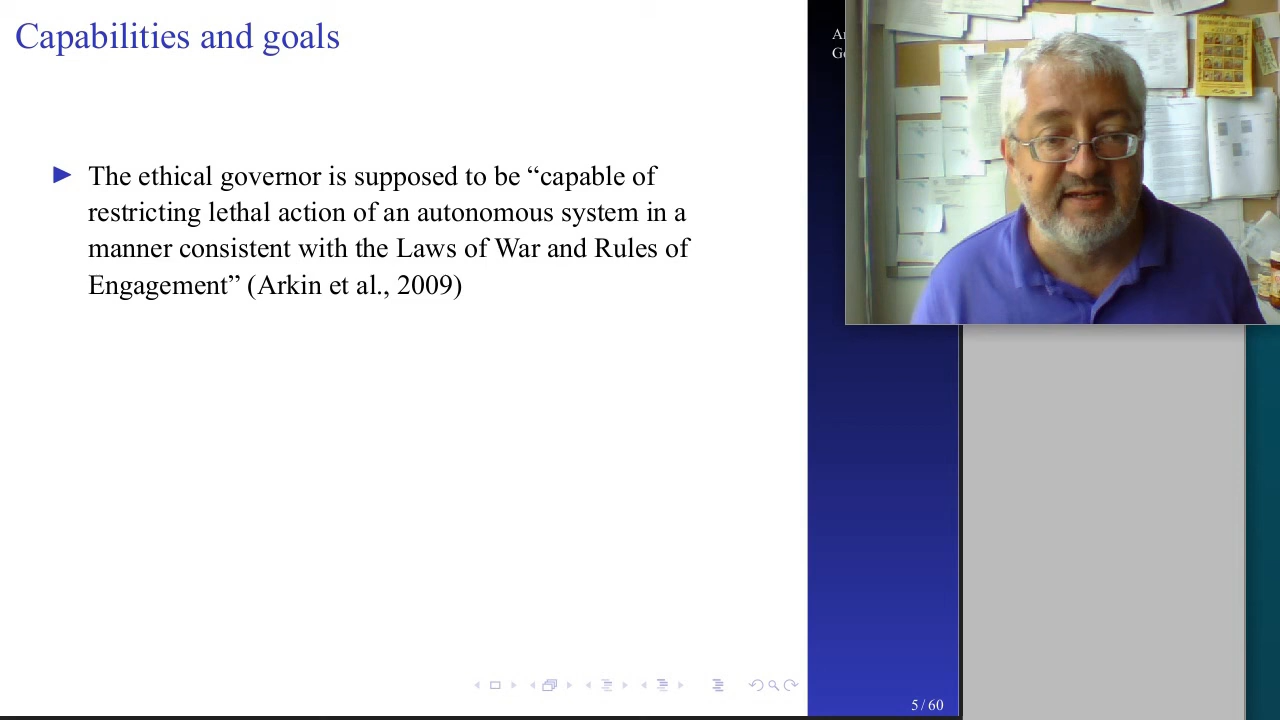 Capabilities and goals
The ethical governor is supposed to be “capable of
restricting lethal action of an autonomous system in a
manner consistent with the Laws of War and Rules of
Engagement” (Arkin et al., 2009)
5 / 60